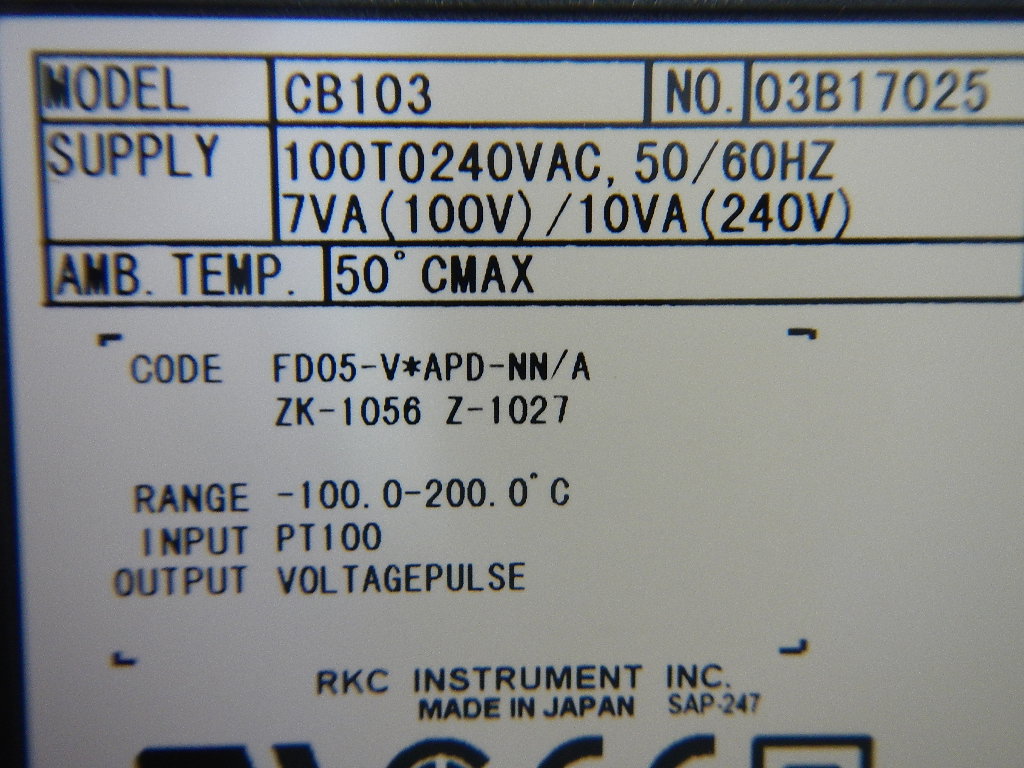 MODEL CB103 NO. 03B17025
SUPPLY 100TO240VAC, 50/60HZ
7VA(100V)/10VA(240V)
AMB. TEMP. 50°CMAX
CODE FD05-V*APD-NN/A
ZK-1056 Z-1027
RANGE -100.0-200.0°C
INPUT PT100
OUTPUT VOLTAGEPULSE
RKC INSTRUMENT INC.
MADE IN JAPAN SAP-247